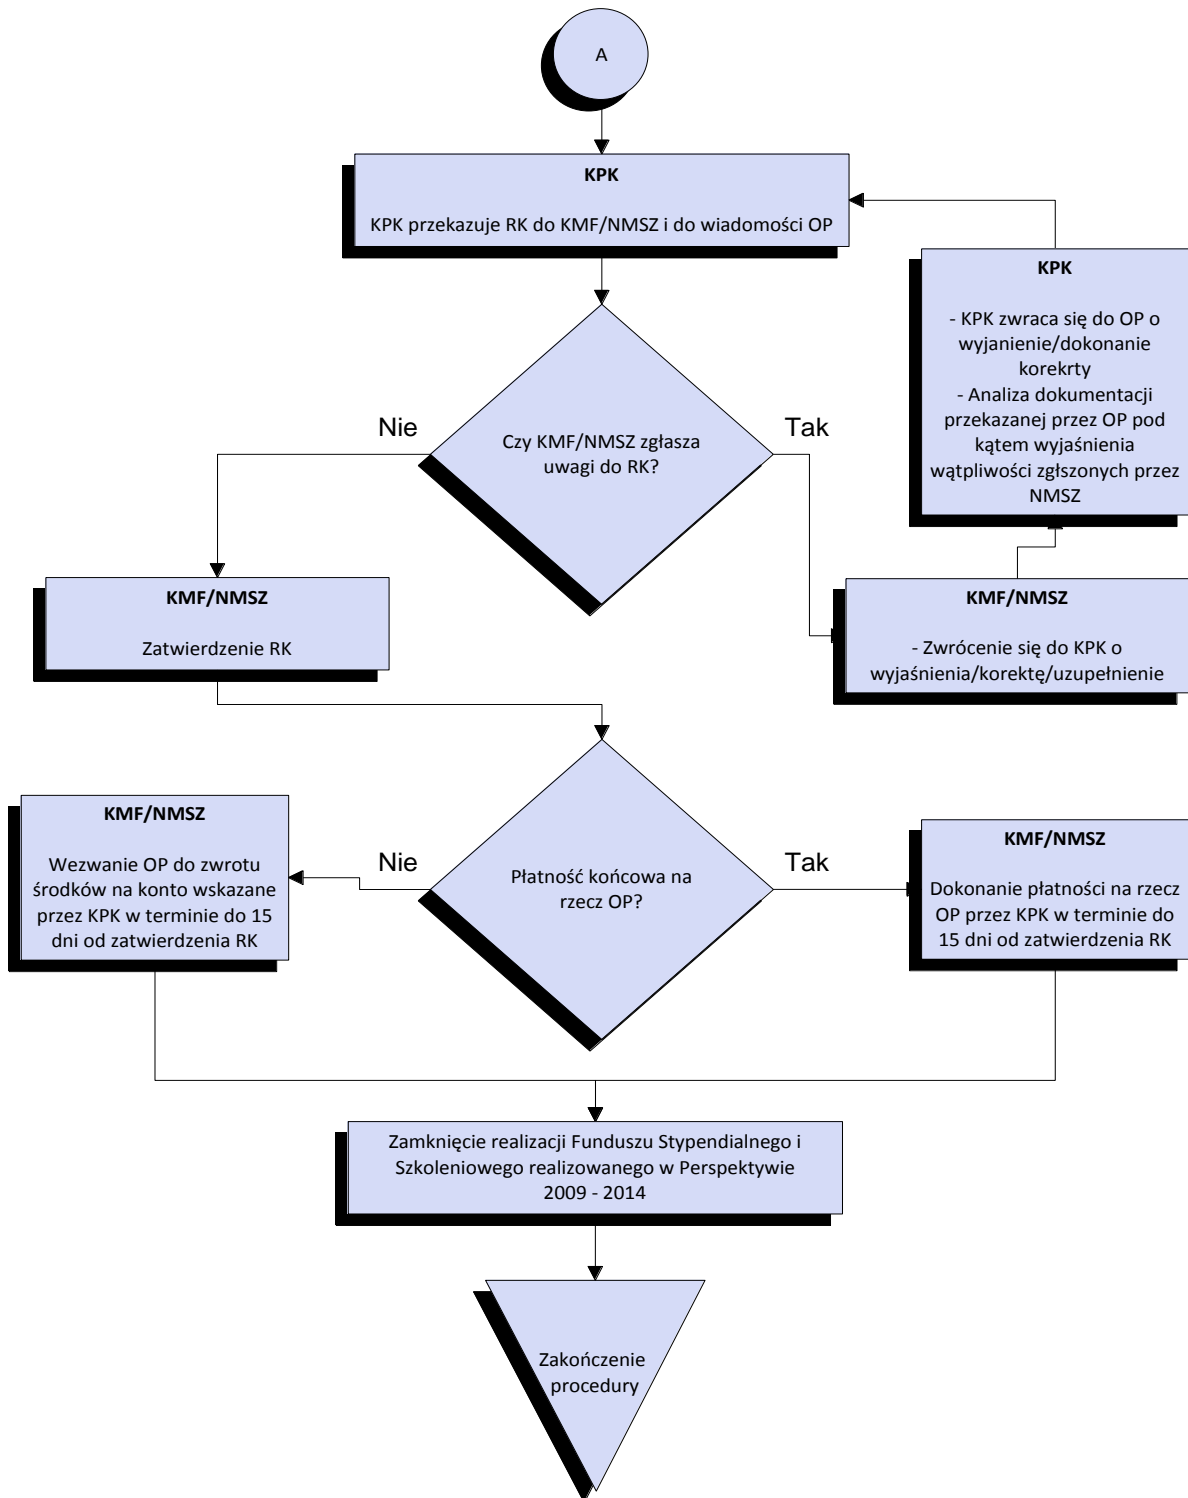 A
KPK
KPK przekazuje RK do KMF/NMSZ i do wiadomości OP
KPK
- KPK zwraca się do OP o
wyjanienie/dokonanie
korekrty
- Analiza dokumentacji
przekazanej przez OP pod
kątem wyjaśnienia
wątpliwości zgłszonych przez
NMSZ
Nie
Czy KMF/NMSZ zgłasza
uwagi do RK?
Tak
KMF/NMSZ
Zatwierdzenie RK
KMF/NMSZ
- Zwrócenie się do KPK o
wyjaśnienia/korektę/uzupełnienie
KMF/NMSZ
Wezwanie OP do zwrotu
środków na konto wskazane
przez KPK w terminie do 15
dni od zatwierdzenia RK
Nie
Płatność końcowa na
rzecz OP?
Tak
KMF/NMSZ
Dokonanie płatności na rzecz
OP przez KPK w terminie do
15 dni od zatwierdzenia RK
Zamknięcie realizacji Funduszu Stypendialnego i
Szkoleniowego realizowanego w Perspektywie
2009 - 2014
Zakończenie
procedury